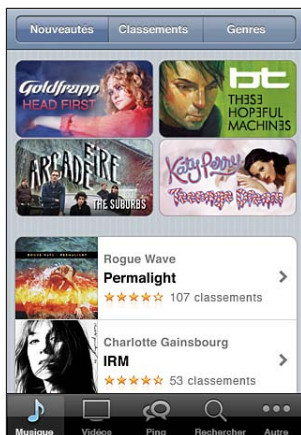 Nouveautés Classements Genres
Goldfrapp
HEAD FIRST
bt
THESE
HOPEFUL
MACHINES
ARCADE FIRE
THE SUBURBS
Katy Perry
Teenage Dream
Rogue Wave
Permalight
107 classements
Charlotte Gainsbourg
IRM
53 classements
Musique Vidéos Ping Rechercher Autre